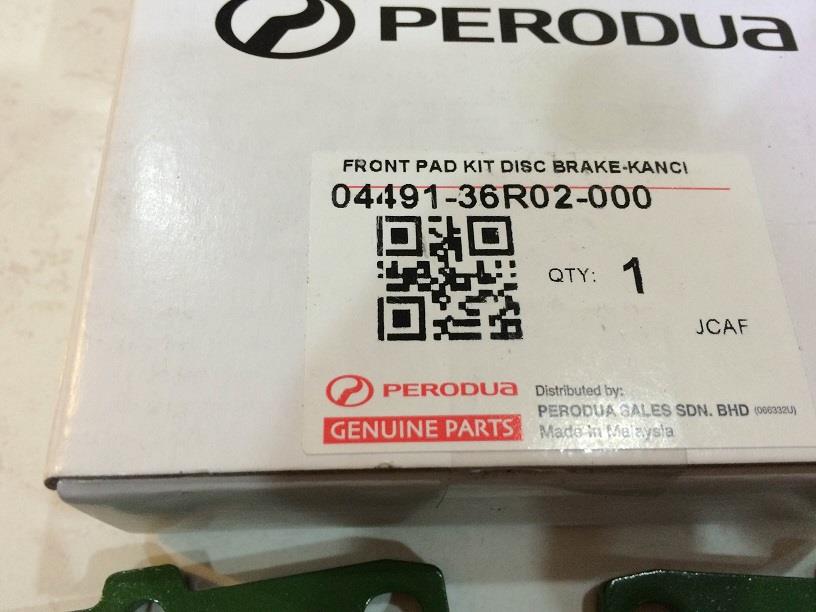 PERODUA
FRONT PAD KIT DISC BRAKE-KANCI
04491-36R02-000
QTY: 1
JCAF
PERODUA
GENUINE PARTS
Distributed by:
PERODUA SALES SDN. BHD (066332U)
Made in Malaysia